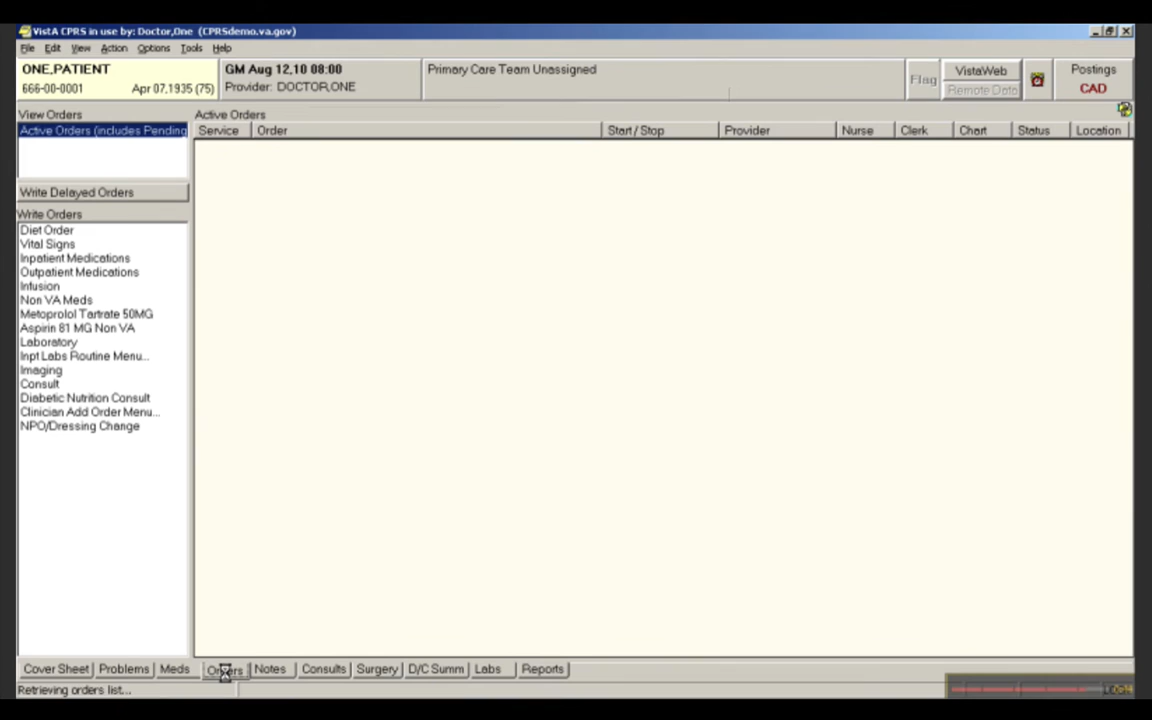 VistA CPRS in use by: Doctor,One (CPRSdemo.va.gov)
File Edit View Action Options Tools Help
ONE,PATIENT
666-00-0001 Apr 07,1935 (75)
GM Aug 12,10 08:00
Provider: DOCTOR,ONE
Primary Care Team Unassigned
Flag
VistaWeb
Remote Data
Postings
CAD
View Orders
Active Orders (includes Pending
Write Delayed Orders
Write Orders
Diet Order
Vital Signs
Inpatient Medications
Outpatient Medications
Infusion
Non VA Meds
Metoprolol Tartrate 50MG
Aspirin 81 MG Non VA
Laboratory
Inpt Labs Routine Menu...
Imaging
Consult
Diabetic Nutrition Consult
Clinician Add Order Menu...
NPO/Dressing Change
Active Orders
Service Order Start / Stop Provider Nurse Clerk Chart Status Location
Cover Sheet Problems Meds Orders Notes Consults Surgery D/C Summ Labs Reports
Retrieving orders list...